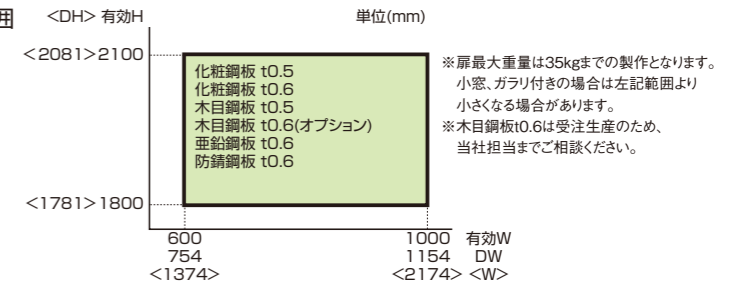 囲
<DH> 有効H
単位(mm)
<2081>2100
化粧鋼板 t0.5
化粧鋼板 t0.6
木目鋼板 t0.5
木目鋼板 t0.6(オプション)
亜鉛鋼板 t0.6
防錆鋼板 t0.6
※扉最大重量は35kgまでの製作となります。
小窓、ガラリ付きの場合は左記範囲より
小さくなる場合があります。
※木目鋼板t0.6は受注生産のため、
当社担当までご相談ください。
<1781>1800
600 1000 有効W
754 1154 DW
<1374> <2174> <W>